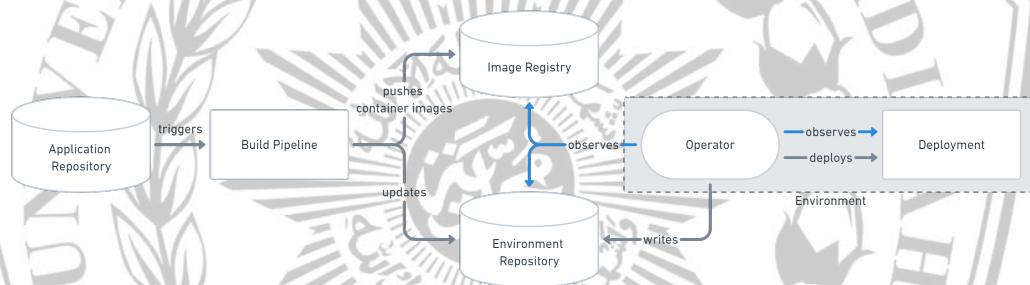 Image Registry
pushes
container images
triggers
Application
Repository
Build Pipeline
observes
Operator
observes
deploys
Deployment
updates
Environment
Environment
Repository
writes